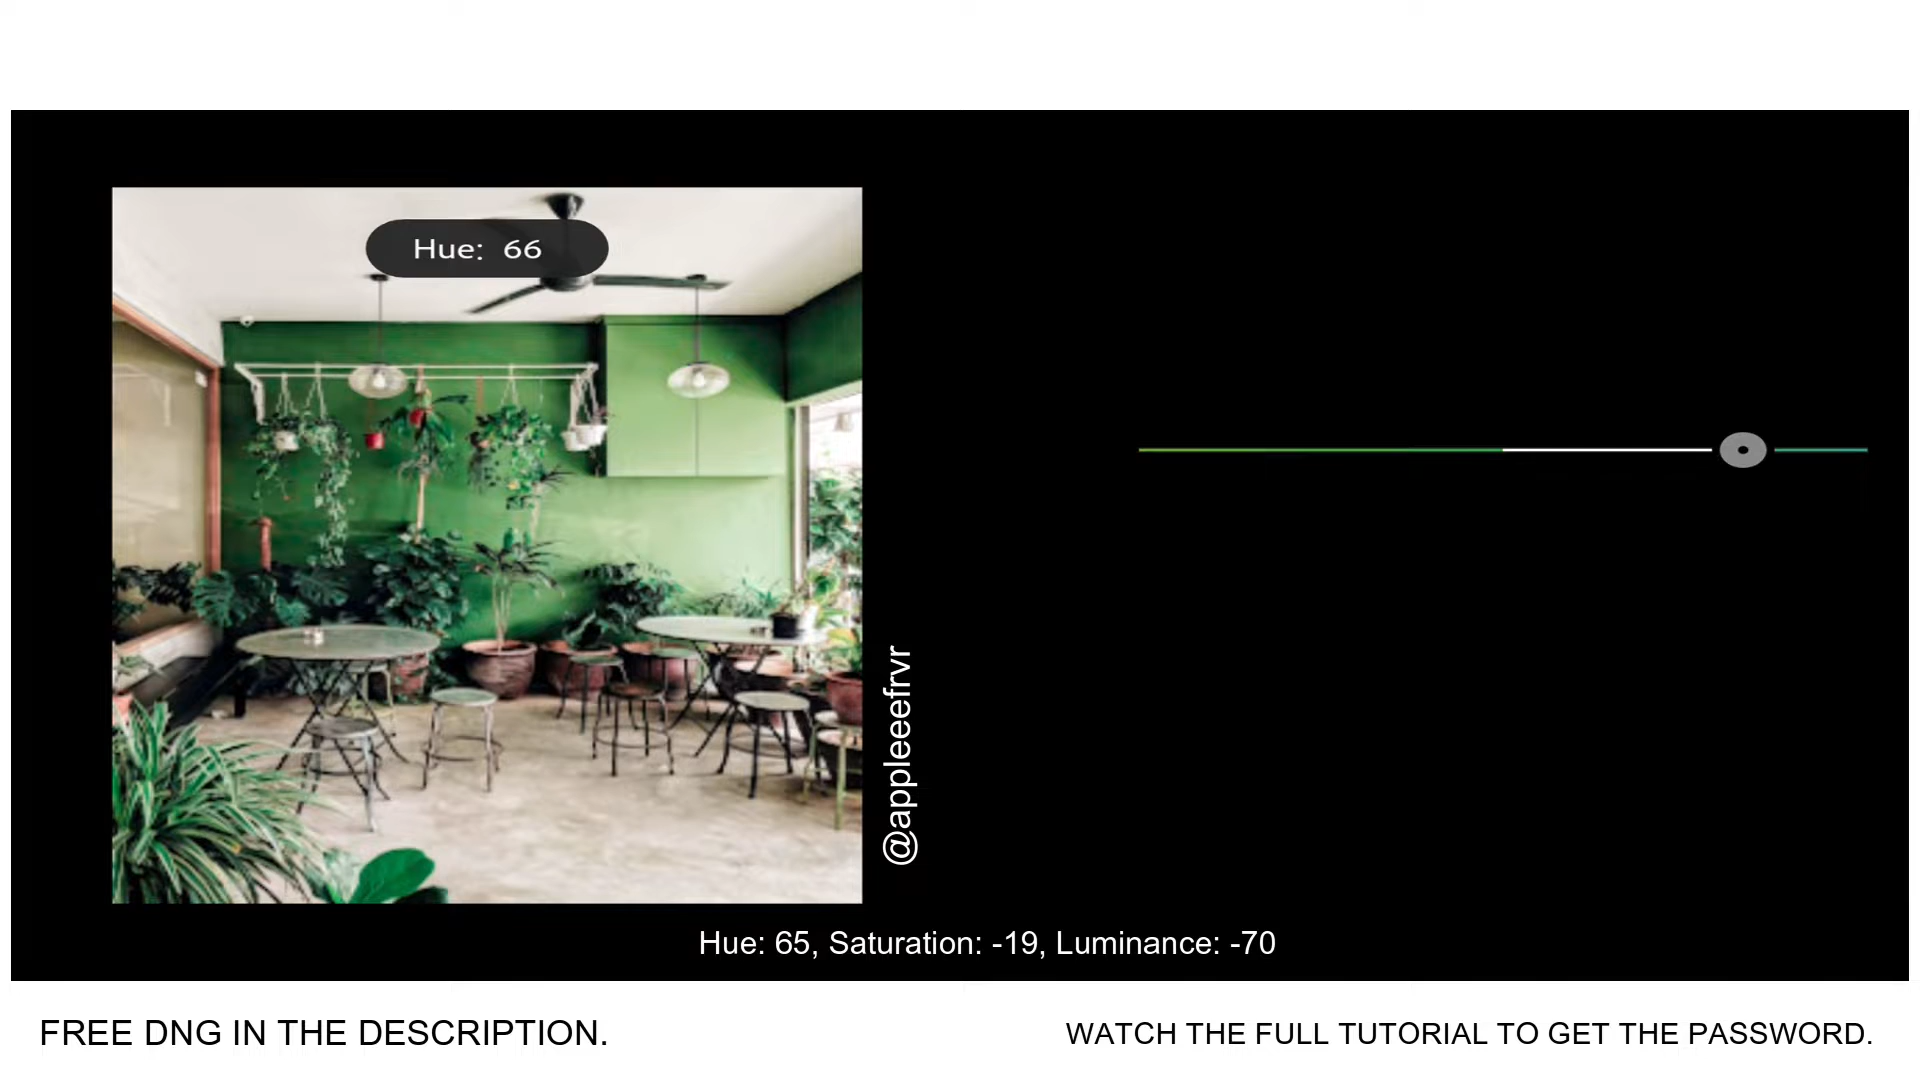 Hue: 66
@appleeefrvr
Hue: 65, Saturation: -19, Luminance: -70
FREE DNG IN THE DESCRIPTION.
WATCH THE FULL TUTORIAL TO GET THE PASSWORD.